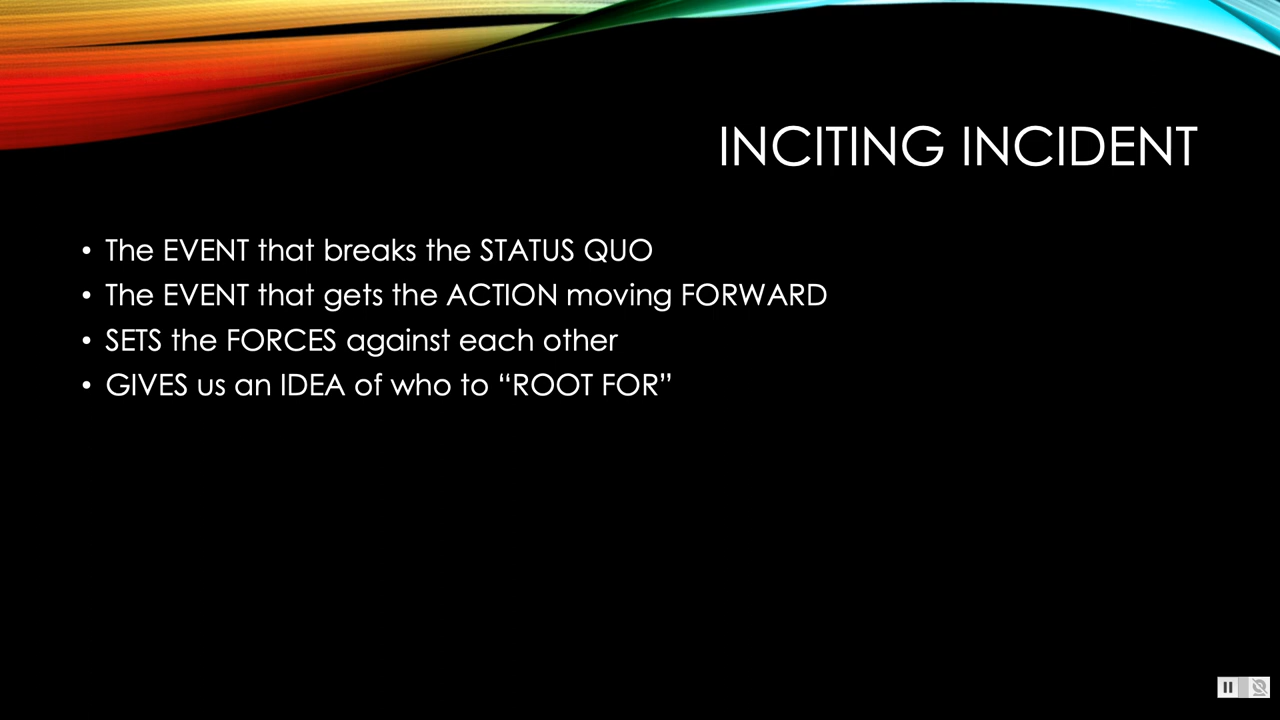 INCITING INCIDENT
• The EVENT that breaks the STATUS QUO
• The EVENT that gets the ACTION moving FORWARD
• SETS the FORCES against each other
• GIVES us an IDEA of who to “ROOT FOR”